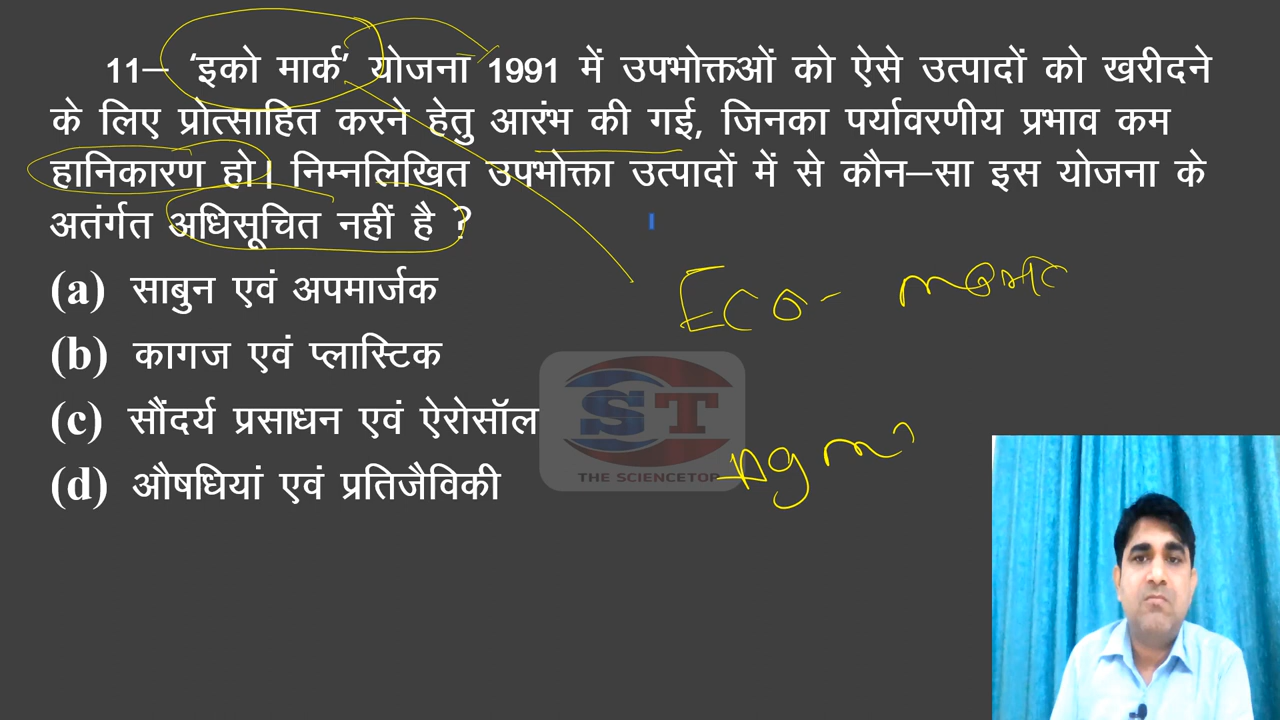 11– ‘इको मार्क’ योजना 1991 में उपभोक्तओं को ऐसे उत्पादों को खरीदने
के लिए प्रोत्साहित करने हेतु आरंभ की गई, जिनका पर्यावरणीय प्रभाव कम
हानिकारण हो। निम्नलिखित उपभोक्ता उत्पादों में से कौन–सा इस योजना के
अतंर्गत अधिसूचित नहीं है ?
(a) साबुन एवं अपमार्जक
(b) कागज एवं प्लास्टिक
(c) सौंदर्य प्रसाधन एवं ऐरोसॉल
(d) औषधियां एवं प्रतिजैविकी
Eco-
ST
THE SCIENCETOP